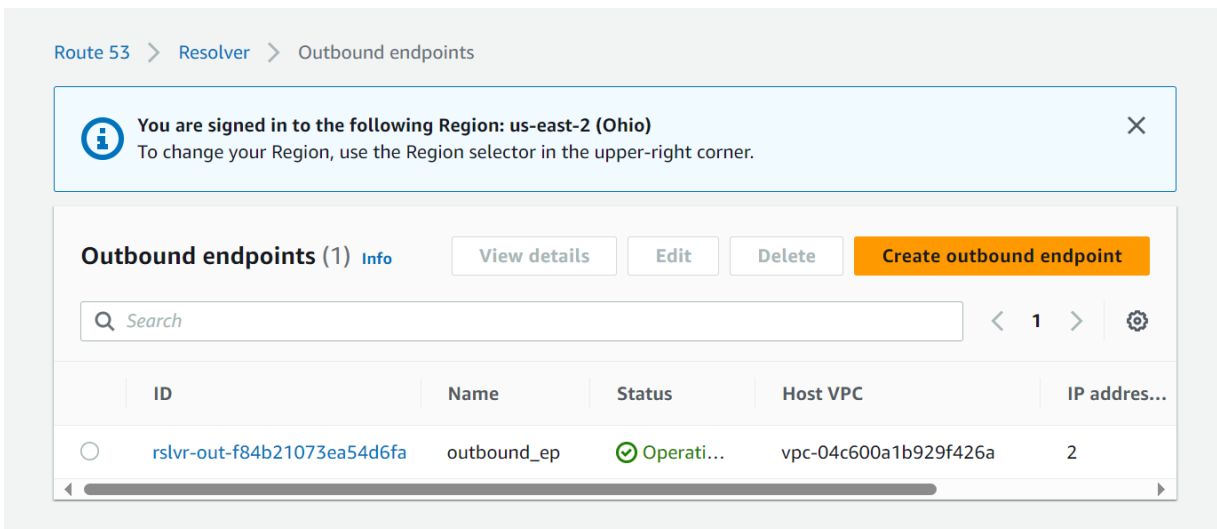 Route 53 > Resolver > Outbound endpoints
You are signed in to the following Region: us-east-2 (Ohio)
To change your Region, use the Region selector in the upper-right corner.
Outbound endpoints (1) Info View details Edit Delete Create outbound endpoint
Search 1
ID Name Status Host VPC IP addres...
rslvr-out-f84b21073ea54d6fa outbound_ep Operati... vpc-04c600a1b929f426a 2